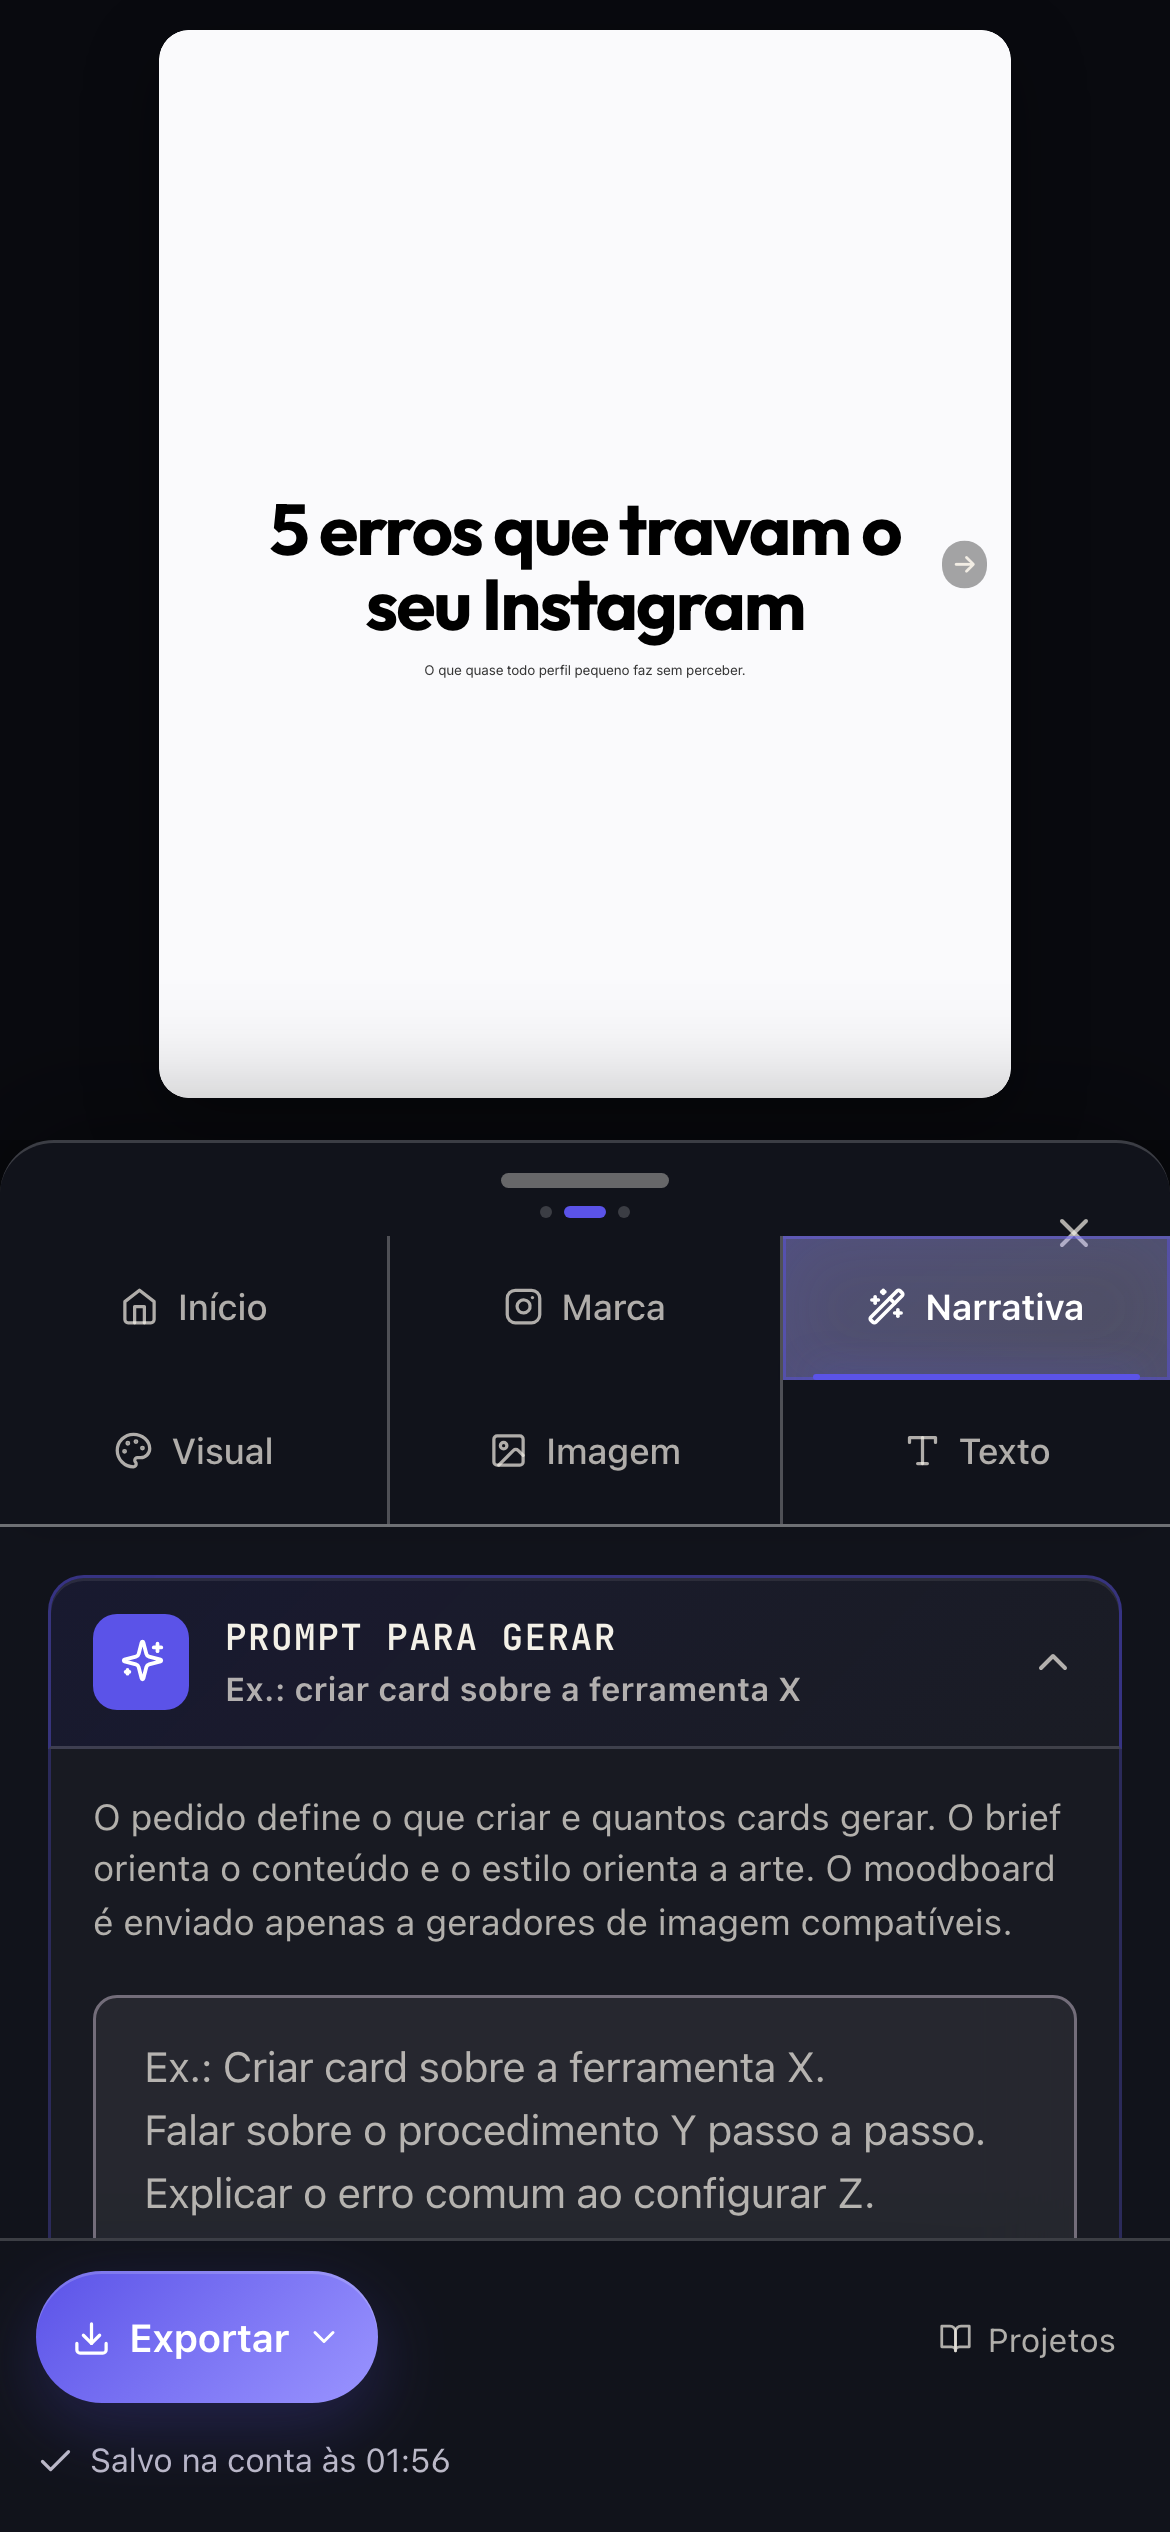 5 erros que travam o
seu Instagram
O que quase todo perfil pequeno faz sem perceber.
Início
Marca
Narrativa
Visual
Imagem
Texto
PROMPT PARA GERAR
Ex.: criar card sobre a ferramenta X
O pedido define o que criar e quantos cards gerar. O brief
orienta o conteúdo e o estilo orienta a arte. O moodboard
é enviado apenas a geradores de imagem compatíveis.
Ex.: Criar card sobre a ferramenta X.
Falar sobre o procedimento Y passo a passo.
Explicar o erro comum ao configurar Z.
Exportar
Projetos
Salvo na conta às 01:56